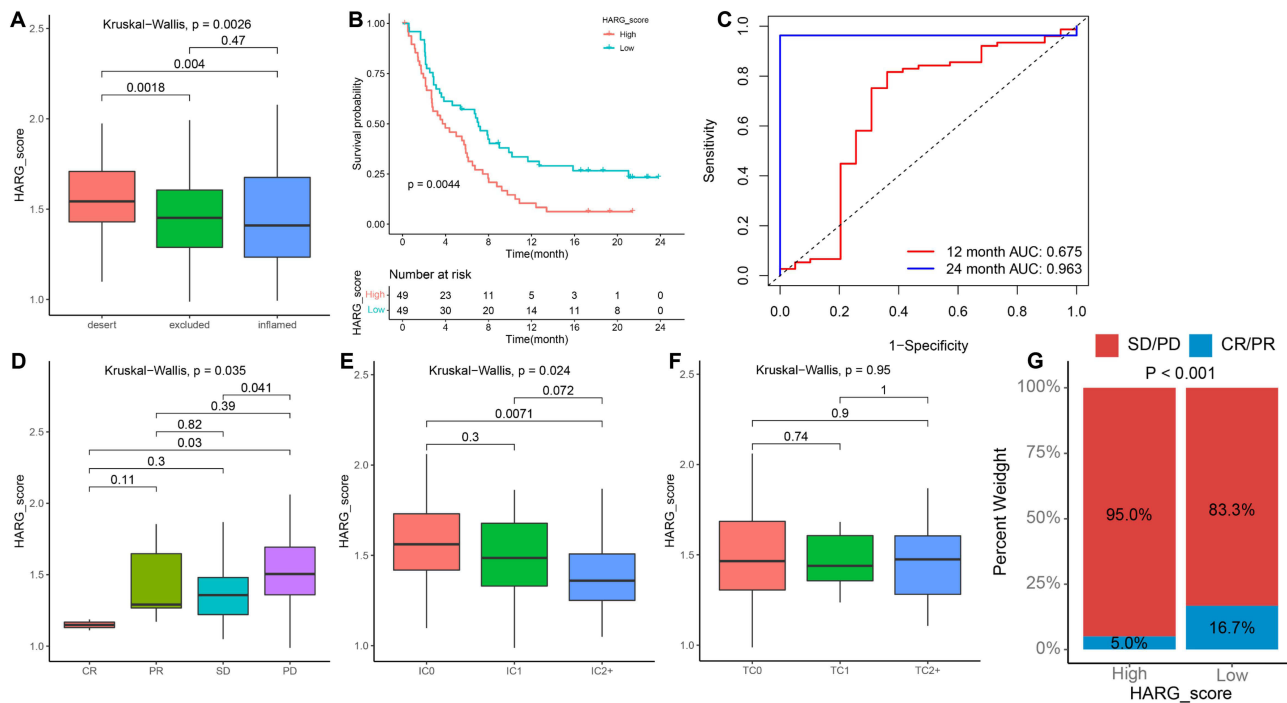 A
Kruskal-Wallis, p = 0.0026
0.47
0.004
0.0018
HARG_score
2.5
2.0
1.5
1.0
desert
excluded
inflamed
B
HARG_score
High
Low
Survival probability
1.00
0.75
0.50
0.25
0.00
p = 0.0044
0 4 8 12 16 20 24
Time(month)
Number at risk
HARG_score
High 49 23 11 5 3 1 0
Low 49 30 20 14 11 8 0
0 4 8 12 16 20 24
Time(month)
C
Sensitivity
1.0
0.8
0.6
0.4
0.2
0.0
12 month AUC: 0.675
24 month AUC: 0.963
0.0 0.2 0.4 0.6 0.8 1.0
1-Specificity
D
Kruskal-Wallis, p = 0.035
0.041
0.39
0.82
0.03
0.3
0.11
HARG_score
2.5
2.0
1.5
1.0
CR
PR
SD
PD
E
Kruskal-Wallis, p = 0.024
0.072
0.0071
0.3
HARG_score
2.5
2.0
1.5
1.0
IC0
IC1
IC2+
F
Kruskal-Wallis, p = 0.95
1
0.9
0.74
HARG_score
2.5
2.0
1.5
1.0
TC0
TC1
TC2+
G
SD/PD CR/PR
P < 0.001
Percent Weidght
100%
75%
50%
25%
0%
95.0%
83.3%
5.0%
16.7%
High
Low
HARG_score